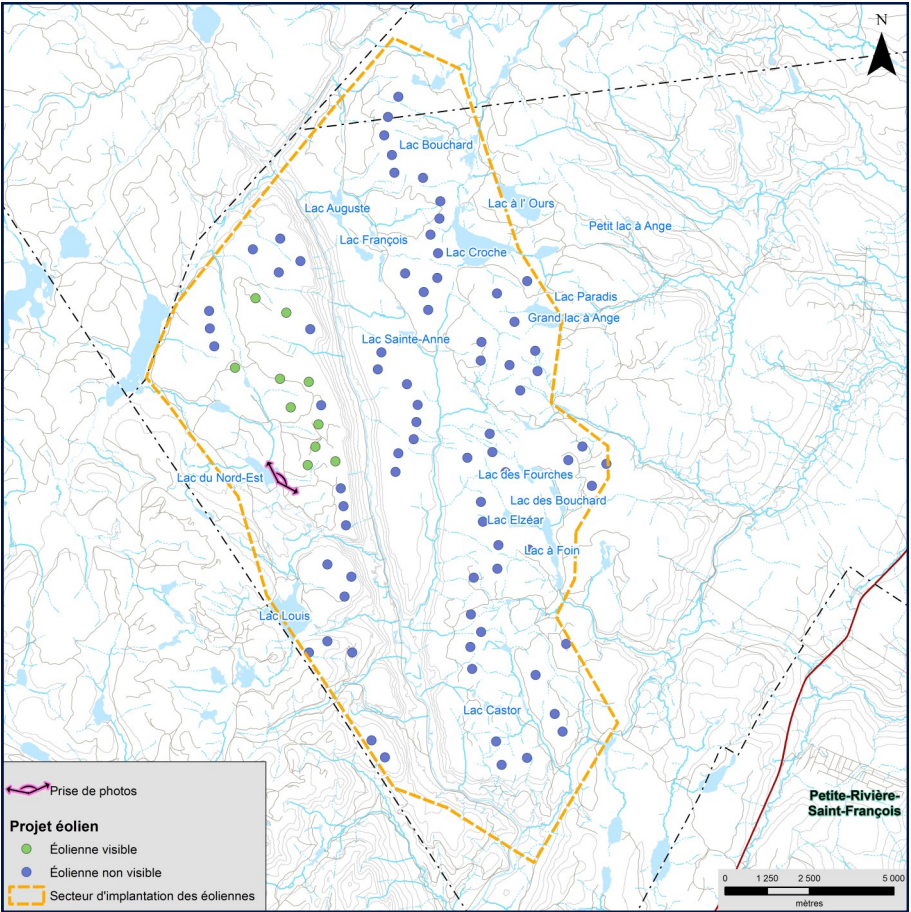 N
Lac Bouchard
Lac à l' Ours
Lac Auguste
Petit lac à Ange
Lac François
Lac Croche
Lac Paradis
Grand lac à Ange
Lac Sainte-Anne
Lac du Nord-Est
Lac des Fourches
Lac des Bouchard
Lac Elzéar
Lac à Foin
Lac Louis
Lac Castor
Petite-Rivière-
Saint-François
Prise de photos
Projet éolien
Éolienne visible
Éolienne non visible
Secteur d'implantation des éoliennes
0 1 250 2 500 5 000
mètres